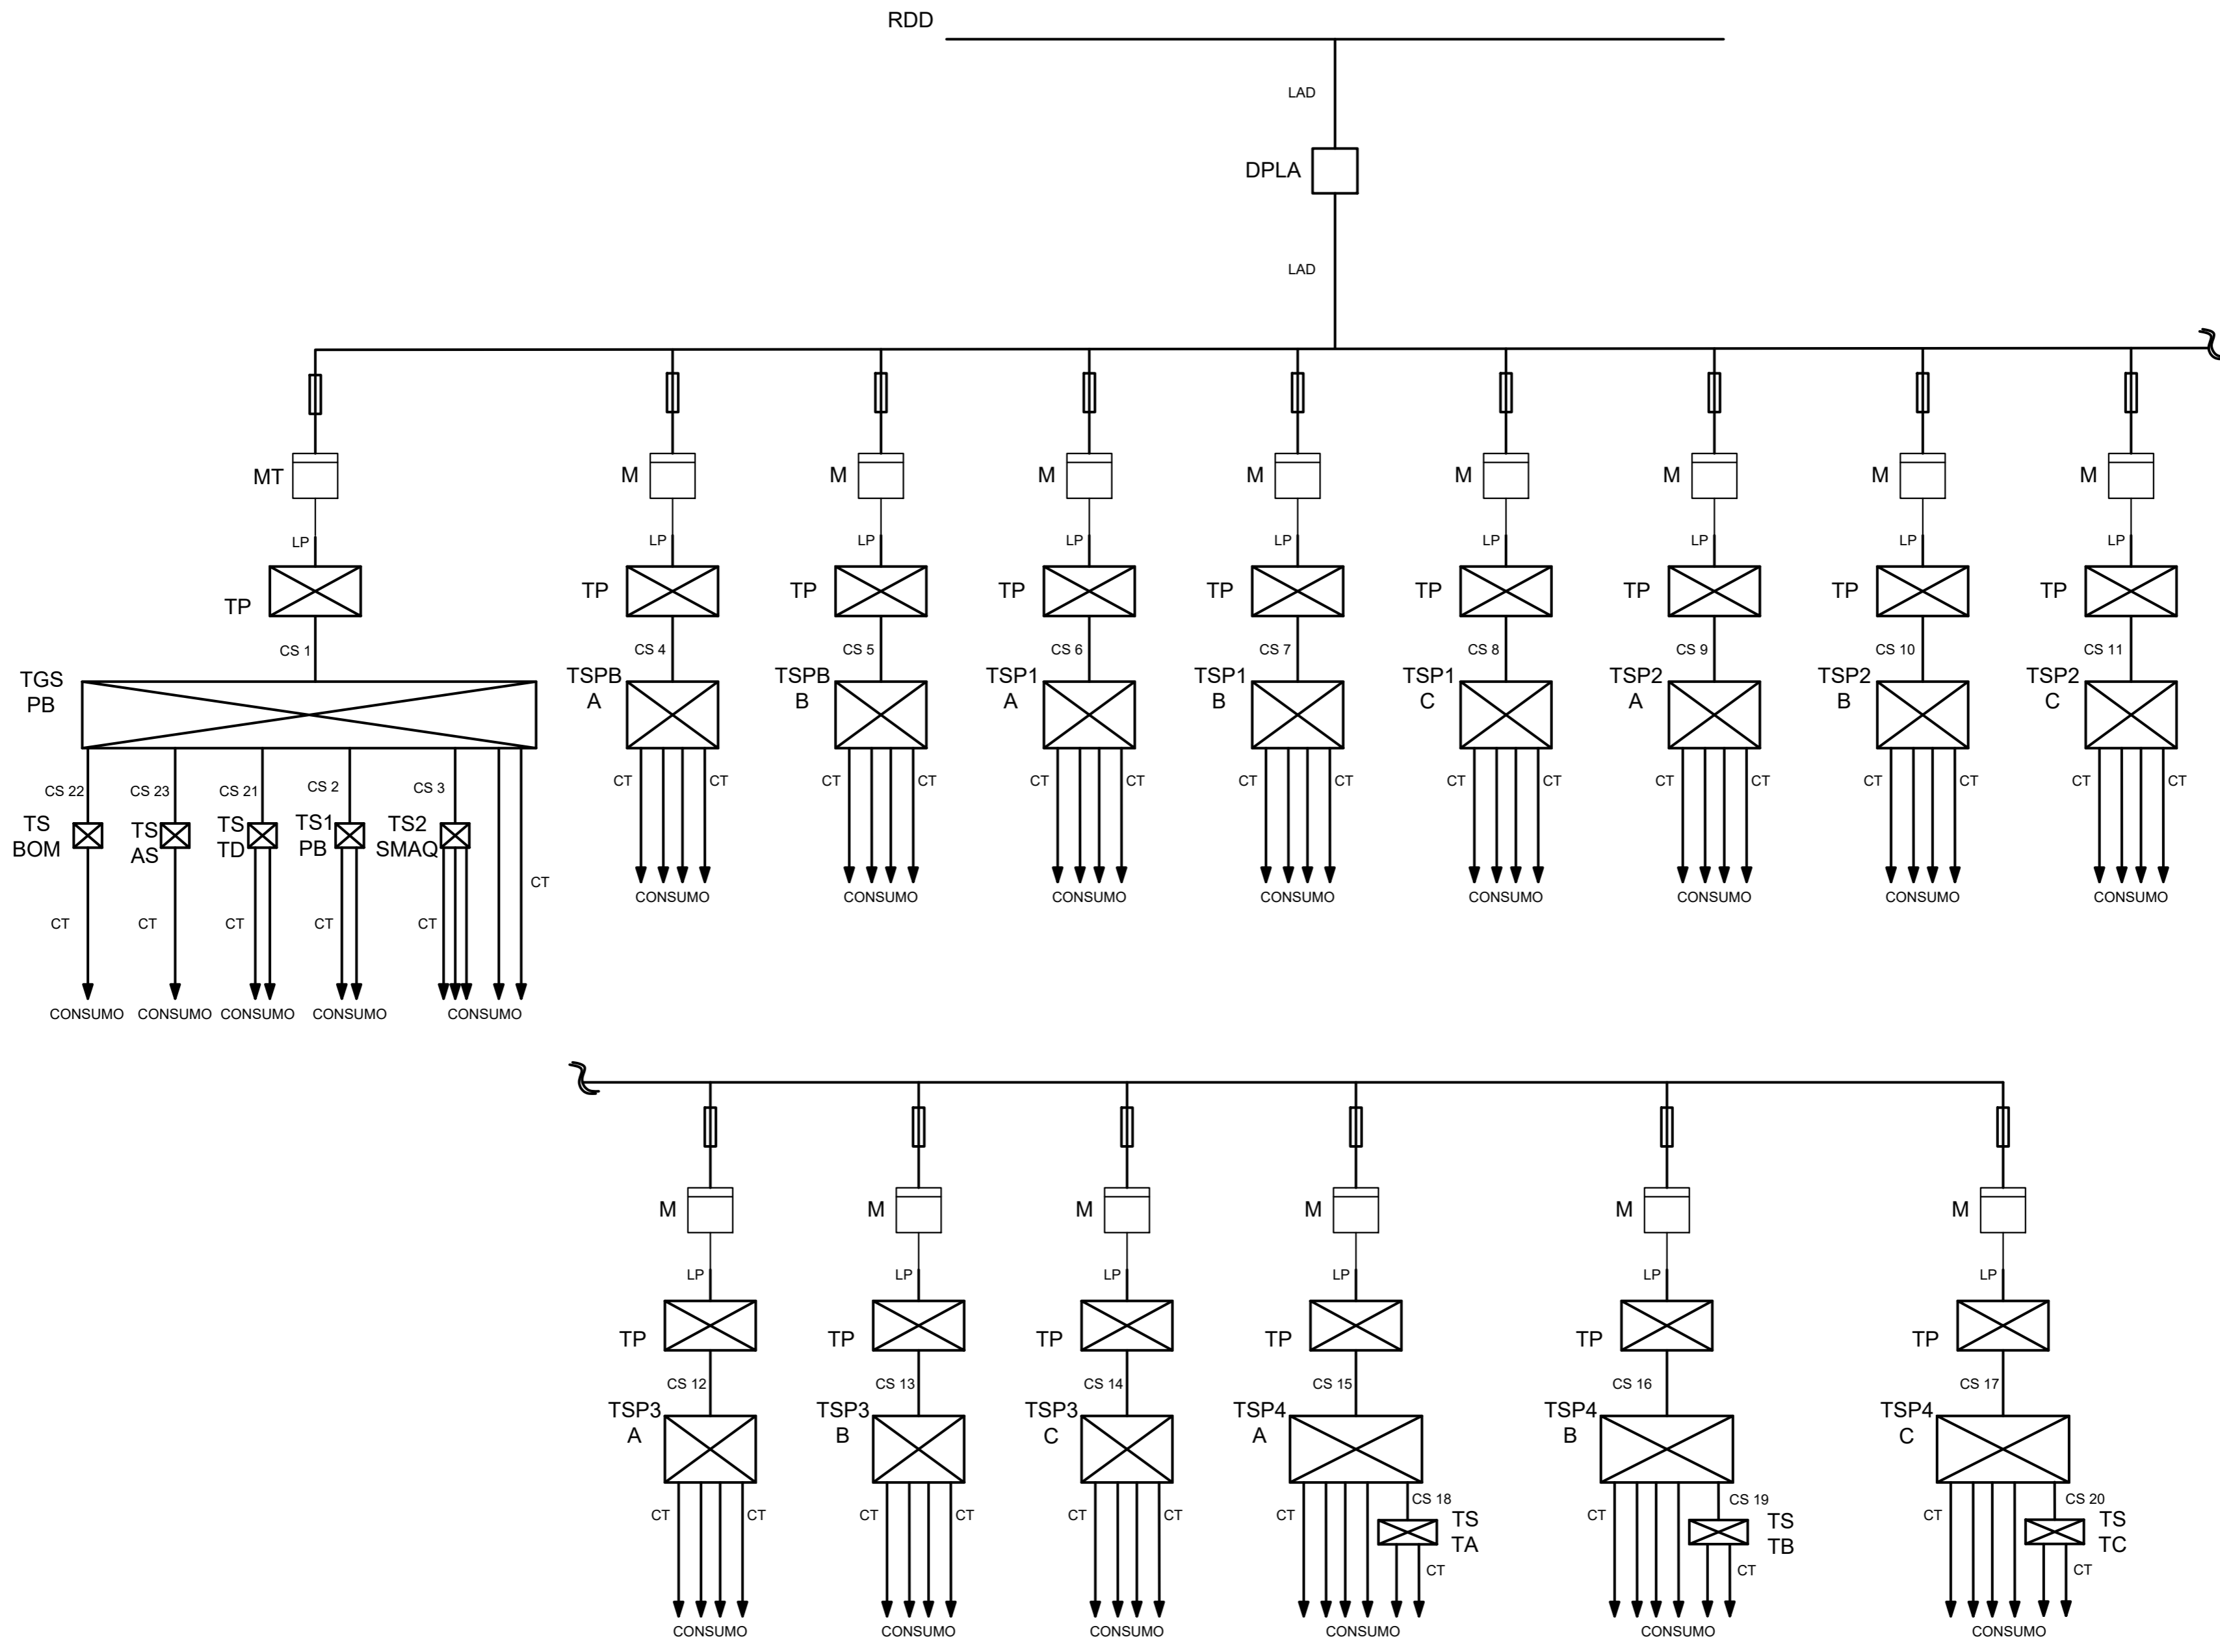 RDD
LAD
DPLA
LAD
MT M M M M M M M M
LP LP LP LP LP LP LP LP LP
TP TP TP TP TP TP TP TP TP
CS 1 CS 4 CS 5 CS 6 CS 7 CS 8 CS 9 CS 10 CS 11
TGS TSPB TSPB TSP1 TSP1 TSP1 TSP2 TSP2 TSP2
PB A B A B C A B C
CT CT CT CT CT CT CT CT CT CT CT CT CT CT CT CT
CS 22 CS 23 CS 21 CS 2 CS 3
TS TS TS TS1 TS2
BOM AS TD PB SMAQ
CT
CONSUMO CONSUMO CONSUMO CONSUMO CONSUMO CONSUMO CONSUMO CONSUMO
CT CT CT CT CT
CONSUMO CONSUMO CONSUMO CONSUMO CONSUMO
M M M M M M
LP LP LP LP LP LP
TP TP TP TP TP TP
CS 12 CS 13 CS 14 CS 15 CS 16 CS 17
TSP3 TSP3 TSP3 TSP4 TSP4 TSP4
A B C A B C
CS 18 CS 19 CS 20
CT CT CT CT CT CT CT CT CT
TS TS TS
TA TB TC
CT CT CT
CONSUMO CONSUMO CONSUMO CONSUMO CONSUMO CONSUMO